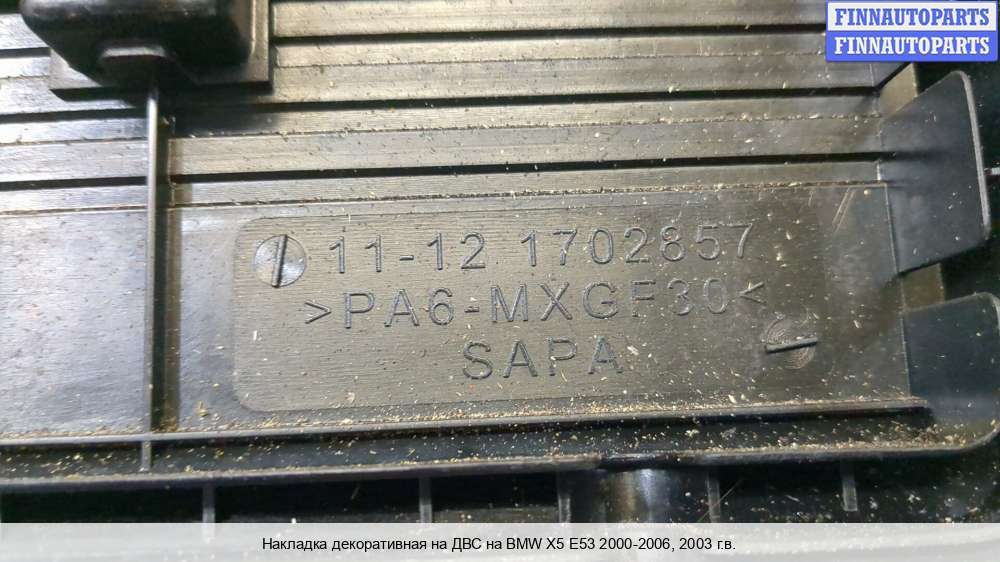 FINNAUTOPARTS
FINNAUTOPARTS
11-12 1702857
>PA6-MXGF30<
SAPA
Накладка декоративная на ДВС на BMW X5 E53 2000-2006, 2003 г.в.